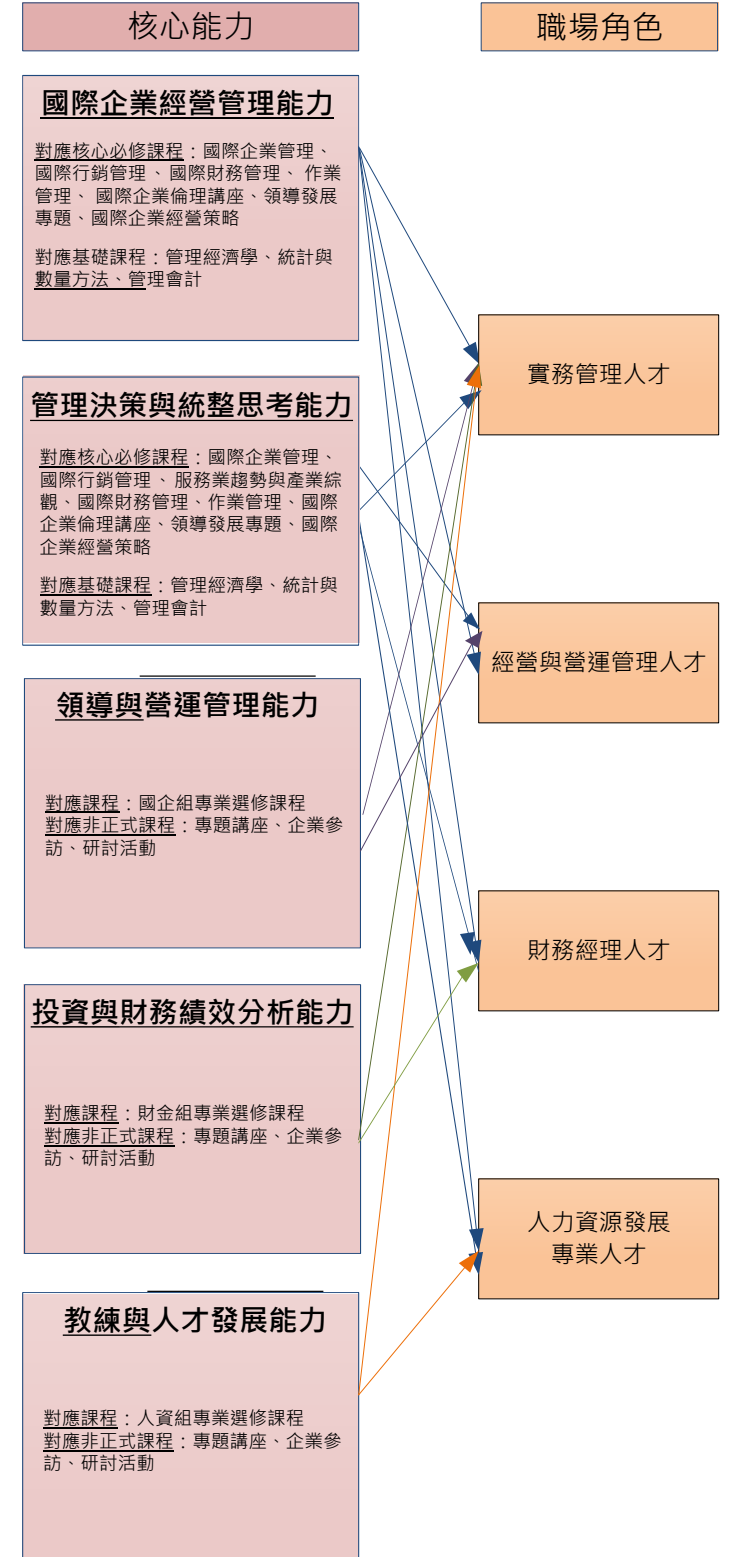 核心能力
職場角色
國際企業經營管理能力
對應核心必修課程：國際企業管理、
國際行銷管理、國際財務管理、作業
管理、 國際企業倫理講座、領導發展
專題、國際企業經營策略
對應基礎課程：管理經濟學、統計與
數量方法、管理會計
管理決策與統整思考能力
對應核心必修課程：國際企業管理、
國際行銷管理、服務業趨勢與產業綜
觀、國際財務管理、作業管理、國際
企業倫理講座、領導發展專題、國際
企業經營策略
對應基礎課程：管理經濟學、統計與
數量方法、管理會計
領導與營運管理能力
對應課程：國企組專業選修課程
對應非正式課程：專題講座、企業參
訪、研討活動
投資與財務績效分析能力
對應課程：財金組專業選修課程
對應非正式課程：專題講座、企業參
訪、研討活動
教練與人才發展能力
對應課程：人資組專業選修課程
對應非正式課程：專題講座、企業參
訪、研討活動
實務管理人才
經營與營運管理人才
財務經理人才
人力資源發展
專業人才